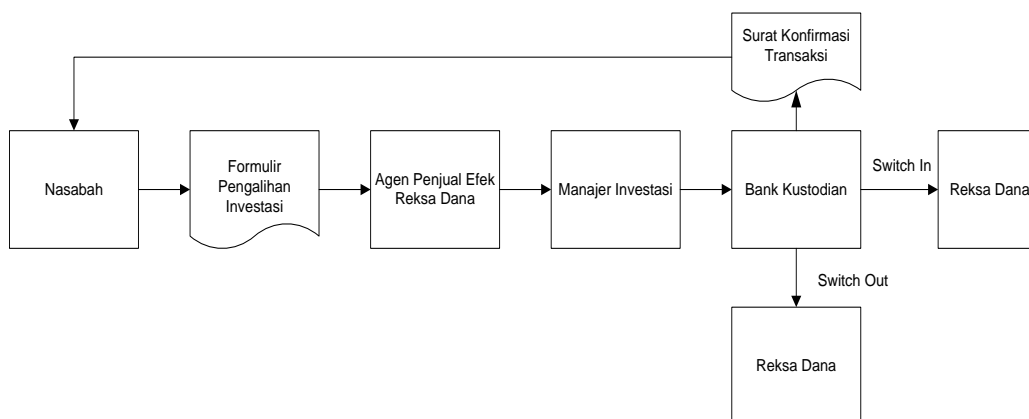 Surat Konfirmasi
Transaksi
Nasabah
Formulir
Pengalihan
Investasi
Agen Penjual Efek
Reksa Dana
Manajer Investasi
Bank Kustodian
Switch In
Reksa Dana
Switch Out
Reksa Dana